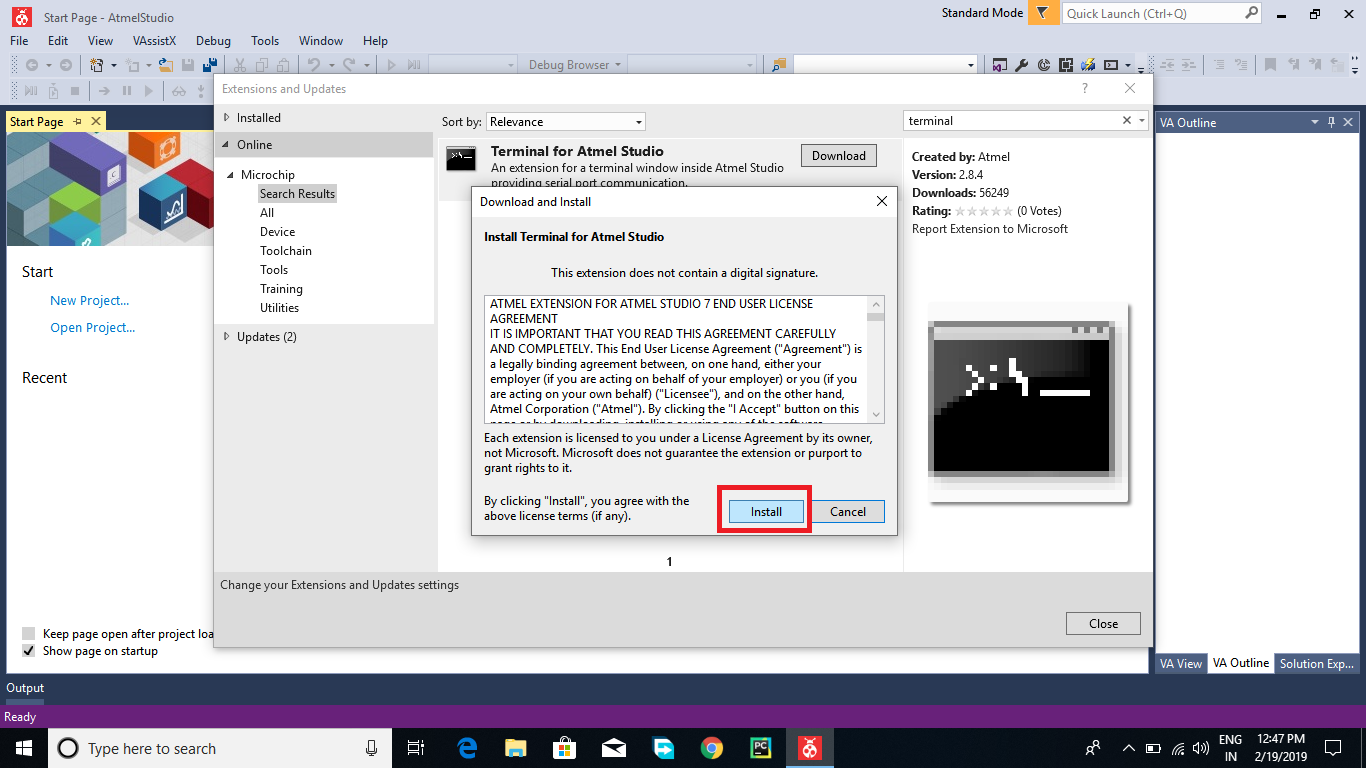 Start Page - AtmelStudio
Standard Mode
Quick Launch (Ctrl+Q)
File Edit View VAssistX Debug Tools Window Help
Debug Browser
Extensions and Updates
?
Start Page
Installed
Online
Microchip
Search Results
All
Device
Toolchain
Tools
Training
Utilities
Updates (2)
Sort by: Relevance
terminal
Terminal for Atmel Studio
An extension for a terminal window inside Atmel Studio
providing serial port communication.
Download
Created by: Atmel
Version: 2.8.4
Downloads: 56249
Rating: (0 Votes)
Report Extension to Microsoft
Download and Install
Install Terminal for Atmel Studio
This extension does not contain a digital signature.
ATMEL EXTENSION FOR ATMEL STUDIO 7 END USER LICENSE
AGREEMENT
IT IS IMPORTANT THAT YOU READ THIS AGREEMENT CAREFULLY
AND COMPLETELY. This End User License Agreement ("Agreement") is
a legally binding agreement between, on one hand, either your
employer (if you are acting on behalf of your employer) or you (if you
are acting on your own behalf) ("Licensee"), and on the other hand,
Atmel Corporation ("Atmel"). By clicking the "I Accept" button on this
page or by downloading, installing or using any of the software
Each extension is licensed to you under a License Agreement by its owner,
not Microsoft. Microsoft does not guarantee the extension or purport to
grant rights to it.
By clicking "Install", you agree with the
above license terms (if any).
Install
Cancel
1
Change your Extensions and Updates settings
Close
Start
New Project...
Open Project...
Recent
Keep page open after project loa
Show page on startup
VA Outline
VA View
VA Outline
Solution Exp...
Output
Ready
Type here to search
PC
ENG
IN
12:47 PM
2/19/2019